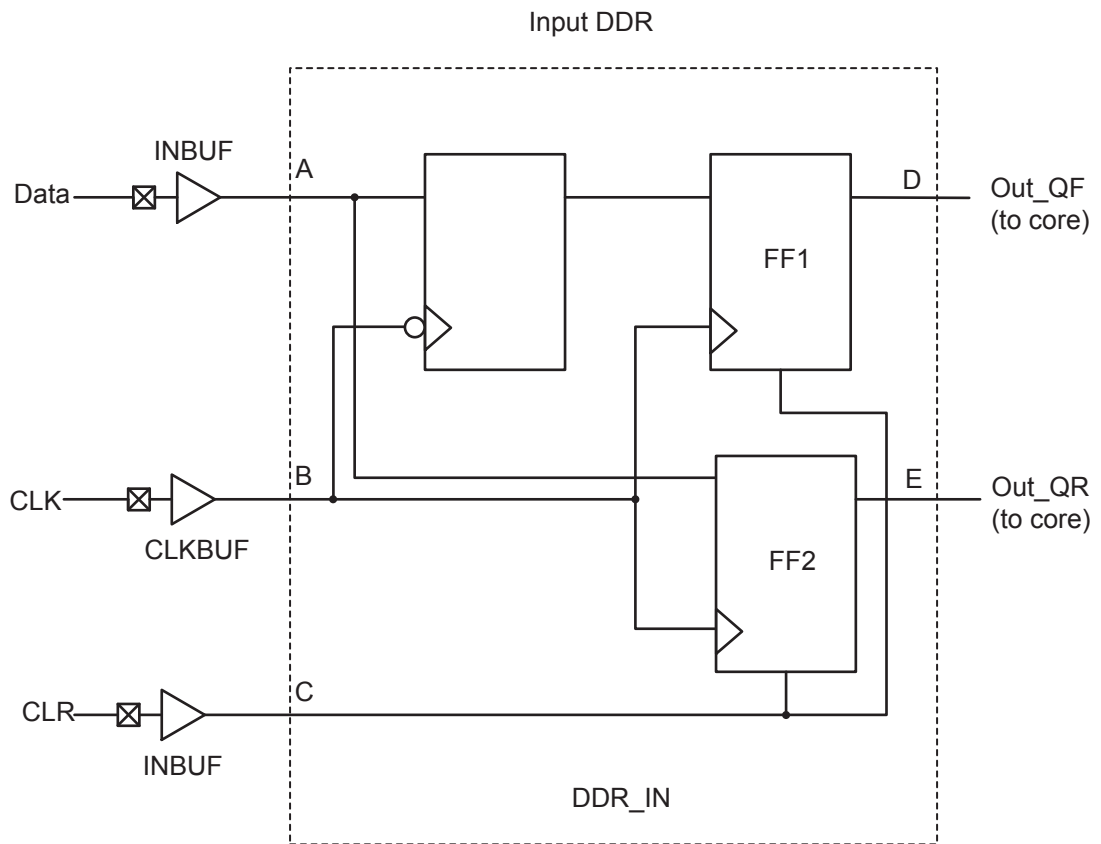 Input DDR
INBUF
Data
A
D
Out_QF
(to core)
FF1
CLK
B
CLKBUF
E
Out_QR
(to core)
FF2
CLR
C
INBUF
DDR_IN